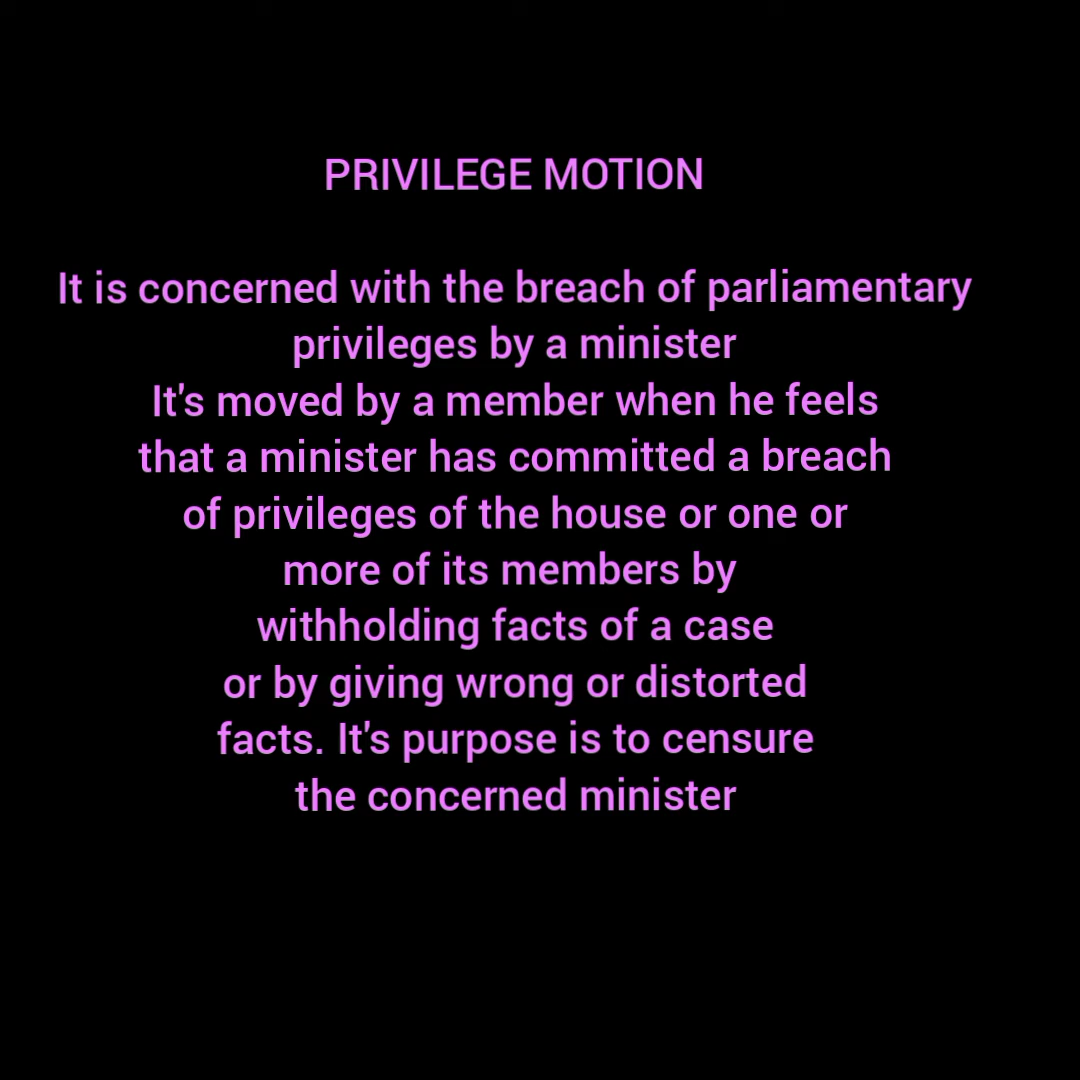 PRIVILEGE MOTION
It is concerned with the breach of parliamentary
privileges by a minister
It's moved by a member when he feels
that a minister has committed a breach
of privileges of the house or one or
more of its members by
withholding facts of a case
or by giving wrong or distorted
facts. It's purpose is to censure
the concerned minister